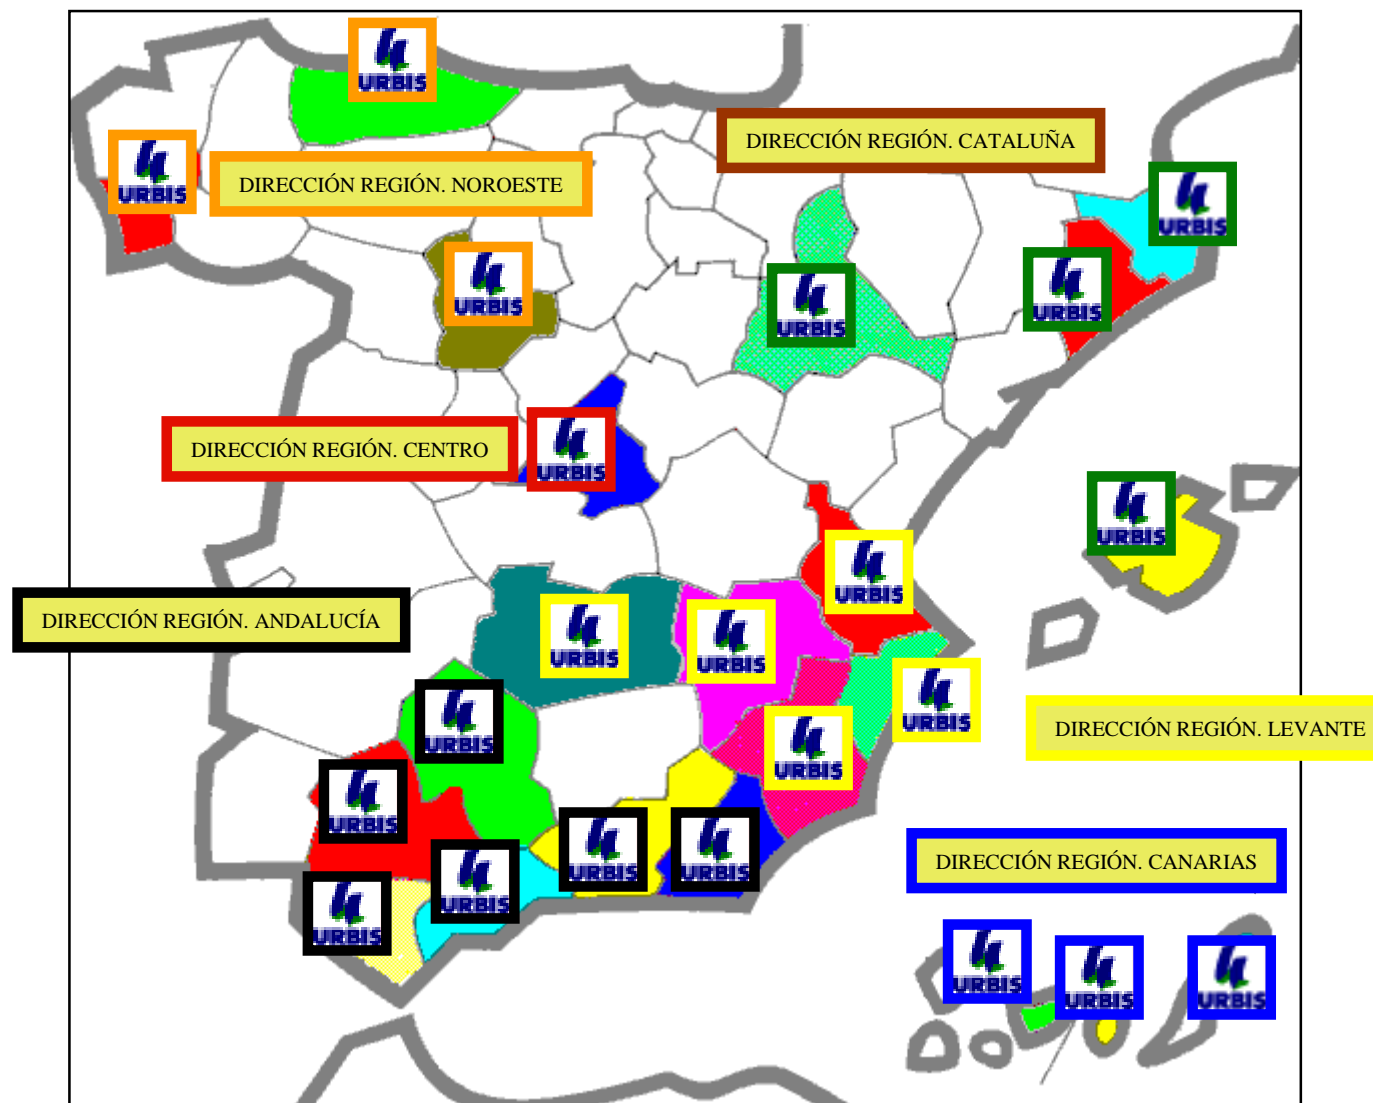 URBIS
DIRECCIÓN REGIÓN. CATALUÑA
URBIS
DIRECCIÓN REGIÓN. NOROESTE
URBIS
URBIS
URBIS
URBIS
URBIS
DIRECCIÓN REGIÓN. CENTRO
URBIS
URBIS
URBIS
DIRECCIÓN REGIÓN. ANDALUCÍA
URBIS
URBIS
URBIS
URBIS
DIRECCIÓN REGIÓN. LEVANTE
URBIS
URBIS
URBIS
URBIS
URBIS
DIRECCIÓN REGIÓN. CANARIAS
URBIS
URBIS
URBIS
URBIS
URBIS